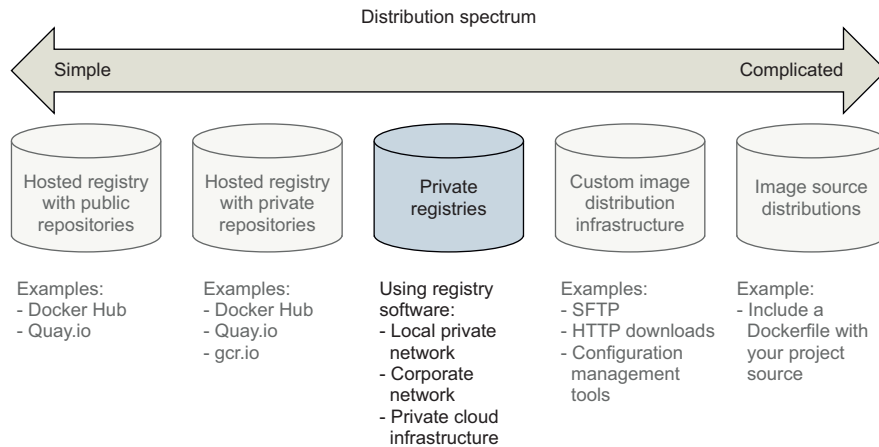 Distribution spectrum
Simple
Complicated
Hosted registry
with public
repositories
Hosted registry
with private
repositories
Private
registries
Custom image
distribution
infrastructure
Image source
distributions
Examples:
- Docker Hub
- Quay.io
Examples:
- Docker Hub
- Quay.io
- gcr.io
Using registry
software:
- Local private
network
- Corporate
network
- Private cloud
infrastructure
Examples:
- SFTP
- HTTP downloads
- Configuration
management
tools
Example:
- Include a
Dockerfile with
your project
source